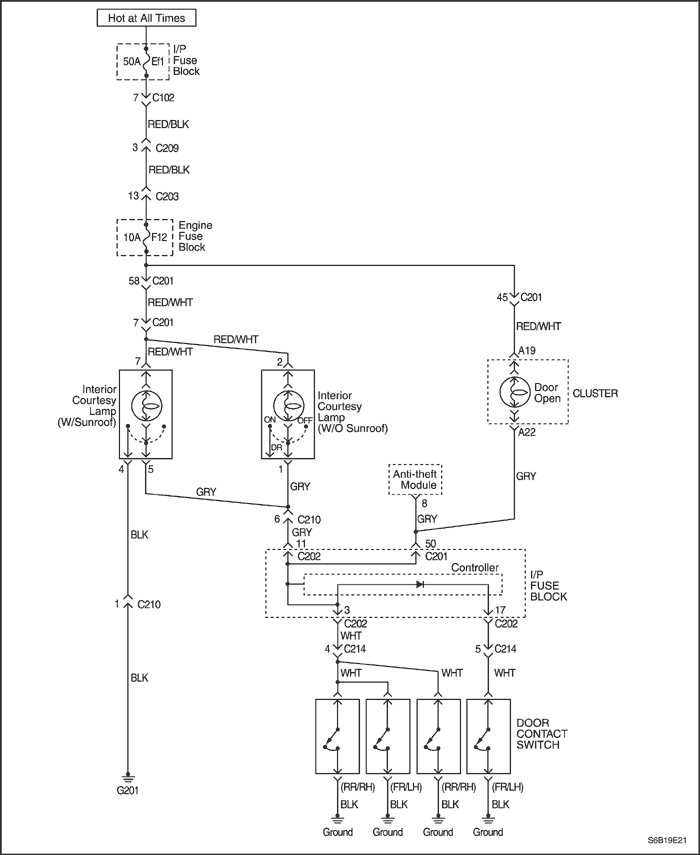 Hot at All Times
50A Ef1
I/P
Fuse
Block
7 C102
RED/BLK
3 C209
RED/BLK
13 C203
10A F12
Engine
Fuse
Block
58 C201
45 C201
RED/WHT
7 C201
RED/WHT
RED/WHT
RED/WHT
7
2
A19
Interior
Courtesy
Lamp
(W/Sunroof)
ON OFF
DR
Interior
Courtesy
Lamp
(W/O Sunroof)
Door
Open
CLUSTER
A22
4 5
1
GRY
GRY
Anti-theft
Module
8
GRY
GRY
6 C210
GRY
BLK
11
C202
50
C201
Controller
I/P
FUSE
BLOCK
1 C210
3
C202
17
C202
WHT
4 C214
5 C214
BLK
WHT
WHT
WHT
DOOR
CONTACT
SWITCH
G201
(RR/RH) (FR/LH) (RR/RH) (FR/LH)
BLK BLK BLK BLK
Ground Ground Ground Ground
S6B19E21